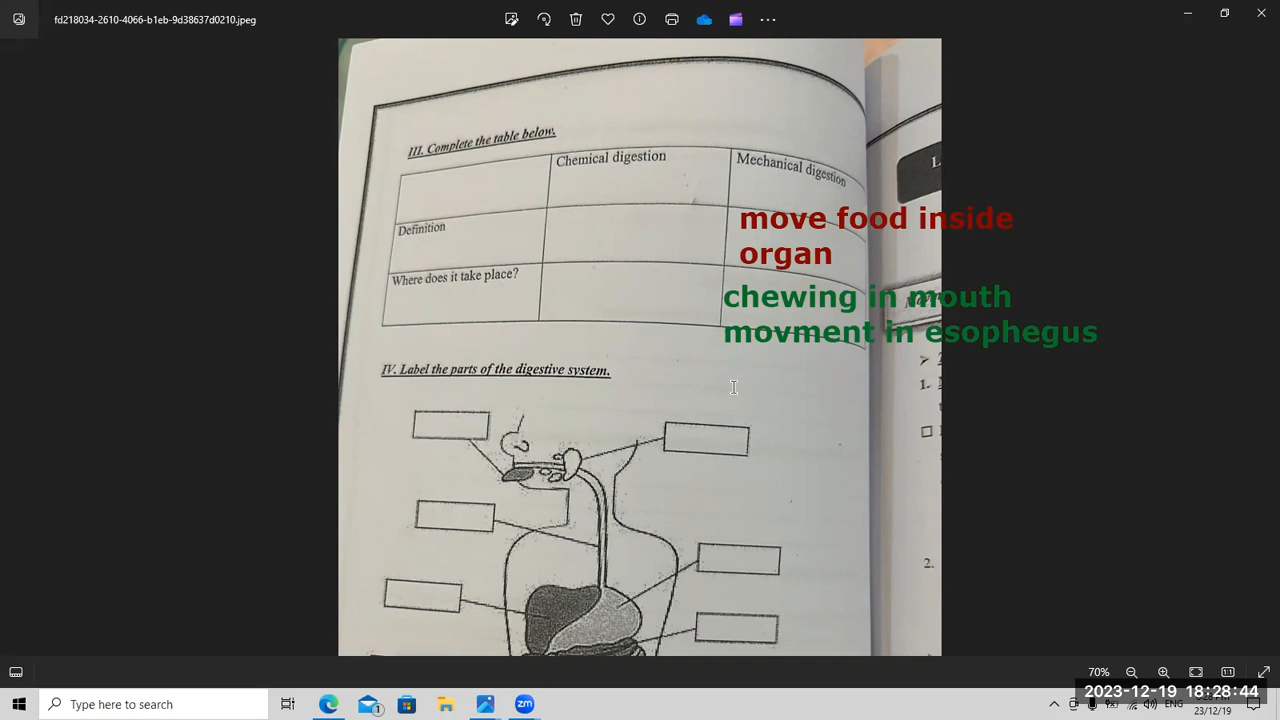 fd218034-2610-4066-b1eb-9d38637d0210.jpeg
III. Complete the table below.
Chemical digestion
Mechanical digestion
Definition
move food inside
organ
Where does it take place?
chewing in mouth
movment in esophegus
IV. Label the parts of the digestive system.
1.
2.
70%
Type here to search
ENG
2023-12-19 18:28:44
23/12/19